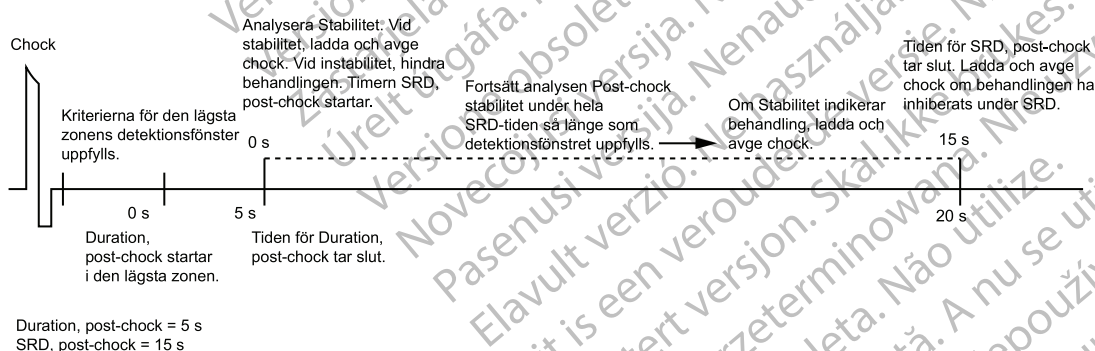 Chock
Kriterierna för den lägsta
zonens detektionsfönster
uppfylls.
0 s
Duration,
post-chock startar
i den lägsta zonen.
Analysera Stabilitet. Vid
stabilitet, ladda och avge
chock. Vid instabilitet, hindra
behandlingen. Timern SRD,
post-chock startar.
0 s
5 s
Tiden för Duration,
post-chock tar slut.
Fortsätt analysen Post-chock
stabilitet under hela
SRD-tiden så länge som
detektionsfönstret uppfylls.
Om Stabilitet indikerar
behandling, ladda och
avge chock.
Tiden för SRD, post-chock
tar slut. Ladda och avge
chock om behandlingen har
inhiberats under SRD.
15 s
20 s
Duration, post-chock = 5 s
SRD, post-chock = 15 s